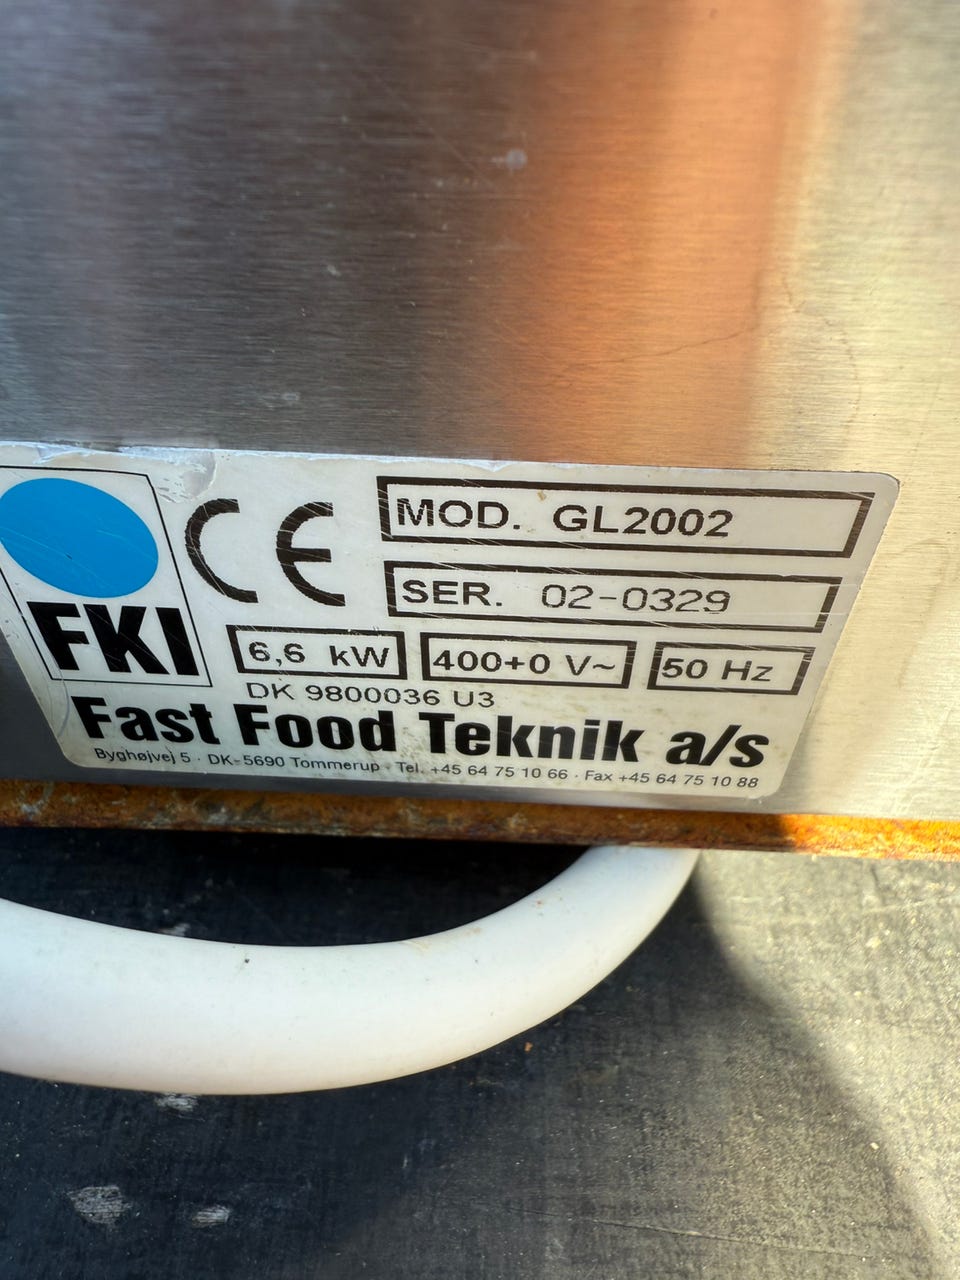 CE
MOD. GL2002
SER. 02-0329
FKI
6,6 kW 400+0 V~ 50 Hz
DK 9800036 U3
Fast Food Teknik a/s
Byghøjvej 5 · DK-5690 Tommerup · Tel. +45 64 75 10 66 · Fax +45 64 75 10 88